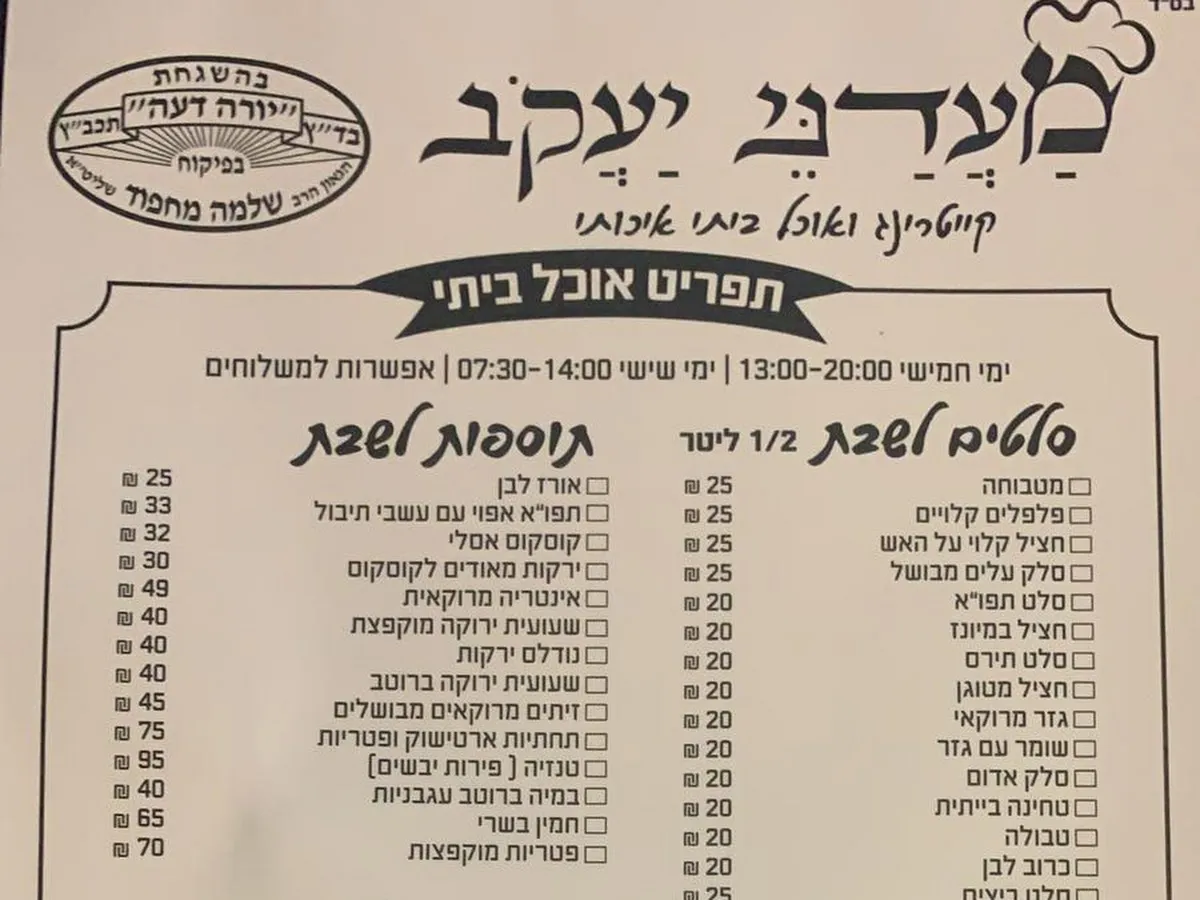 בס״ד
מַעֲדַנֵּי יַעֲקֹב
קייטרינג ואוכל ביתי איכותי
בהשגחת
״יורה דעה״
בד״ץ תכב״ץ
בפיקוח
הגאון הרב שלמה מחפוד שליט״א
תפריט אוכל ביתי
ימי חמישי 13:00-20:00 | ימי שישי 07:30-14:00 | אפשרות למשלוחים
סלטים לשבת 1/2 ליטר
מטבוחה 25 ₪
פלפלים קלויים 25 ₪
חציל קלוי על האש 25 ₪
סלק עלים מבושל 25 ₪
סלט תפו״א 20 ₪
חציל במיונז 20 ₪
סלט תירס 20 ₪
חציל מטוגן 20 ₪
גזר מרוקאי 20 ₪
שומר עם גזר 20 ₪
סלק אדום 20 ₪
טחינה בייתית 20 ₪
טבולה 20 ₪
כרוב לבן 20 ₪
סלט ביצים 25 ₪
תוספות לשבת
אורז לבן 25 ₪
תפו״א אפוי עם עשבי תיבול 33 ₪
קוסקוס אסלי 32 ₪
ירקות מאודים לקוסקוס 30 ₪
אינטריה מרוקאית 49 ₪
שעועית ירוקה מוקפצת 40 ₪
נודלס ירקות 40 ₪
שעועית ירוקה ברוטב 40 ₪
זיתים מרוקאים מבושלים 45 ₪
תחתיות ארטישוק ופטריות 75 ₪
טנזיה ( פירות יבשים) 95 ₪
במיה ברוטב עגבניות 40 ₪
חמין בשרי 65 ₪
פטריות מוקפצות 70 ₪